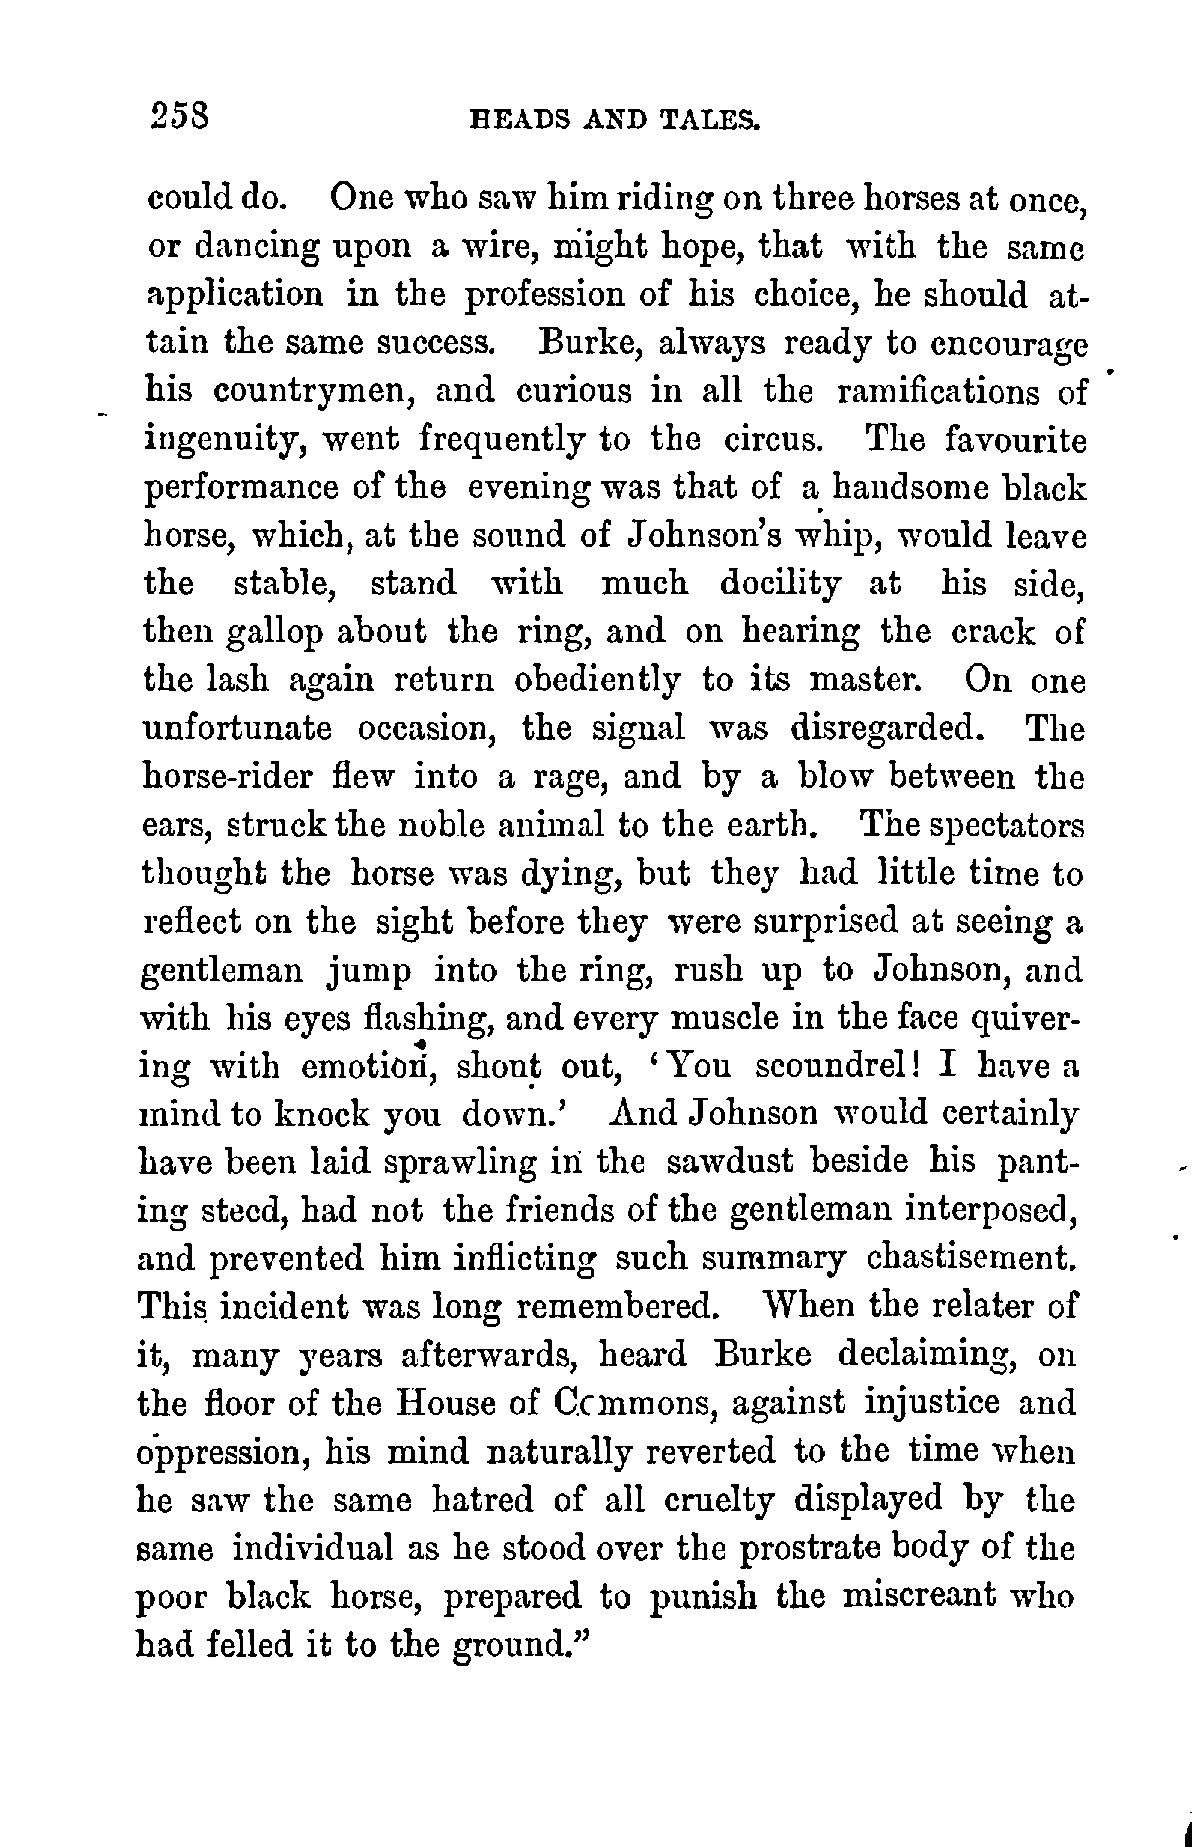 258 HEADS AND TALES.
could do. One who saw him riding on three horses at once,
or dancing upon a wire, might hope, that with the same
application in the profession of his choice, he should at-
tain the same success. Burke, always ready to encourage
his countrymen, and curious in all the ramifications of
ingenuity, went frequently to the circus. The favourite
performance of the evening was that of a handsome black
horse, which, at the sound of Johnson's whip, would leave
the stable, stand with much docility at his side,
then gallop about the ring, and on hearing the crack of
the lash again return obediently to its master. On one
unfortunate occasion, the signal was disregarded. The
horse-rider flew into a rage, and by a blow between the
ears, struck the noble animal to the earth. The spectators
thought the horse was dying, but they had little time to
reflect on the sight before they were surprised at seeing a
gentleman jump into the ring, rush up to Johnson, and
with his eyes flashing, and every muscle in the face quiver-
ing with emotion, shout out, 'You scoundrel! I have a
mind to knock you down.' And Johnson would certainly
have been laid sprawling in the sawdust beside his pant-
ing steed, had not the friends of the gentleman interposed,
and prevented him inflicting such summary chastisement.
This incident was long remembered. When the relater of
it, many years afterwards, heard Burke declaiming, on
the floor of the House of Commons, against injustice and
oppression, his mind naturally reverted to the time when
he saw the same hatred of all cruelty displayed by the
same individual as he stood over the prostrate body of the
poor black horse, prepared to punish the miscreant who
had felled it to the ground."